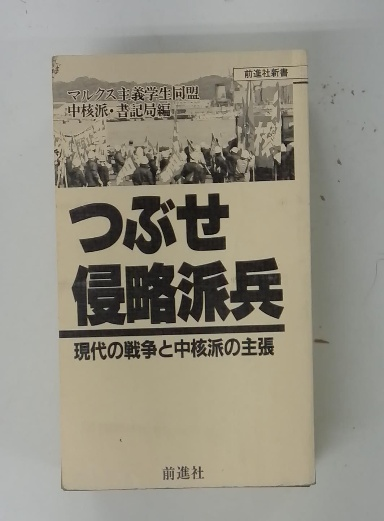 前進社新書
マルクス主義学生同盟
中核派・書記局編
つぶせ
侵略派兵
現代の戦争と中核派の主張
前進社